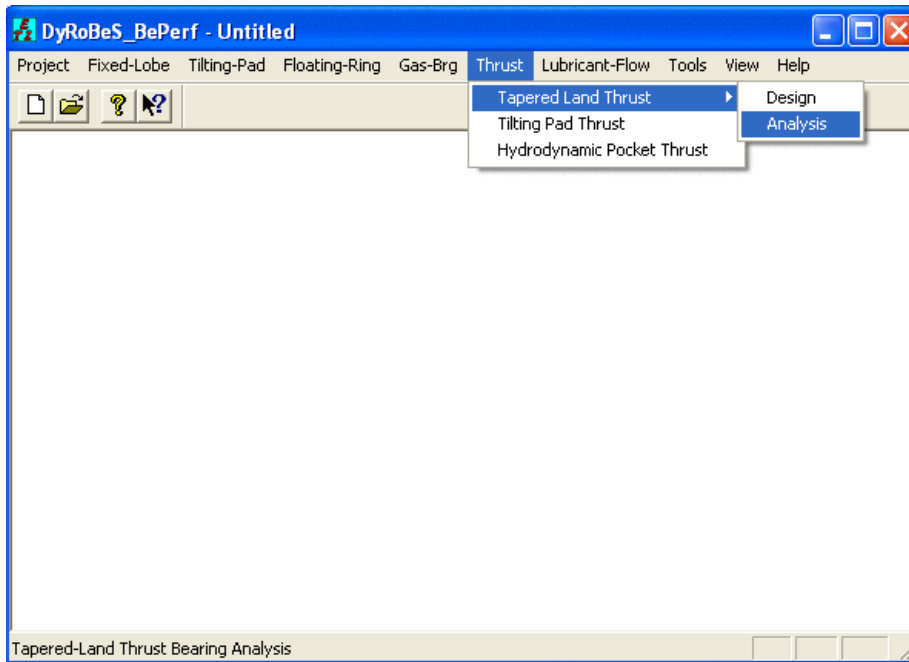 DyRoBeS_BePerf - Untitled
Project Fixed-Lobe Tilting-Pad Floating-Ring Gas-Brg Thrust Lubricant-Flow Tools View Help
Tapered Land Thrust
Tilting Pad Thrust
Hydrodynamic Pocket Thrust
Design
Analysis
Tapered-Land Thrust Bearing Analysis